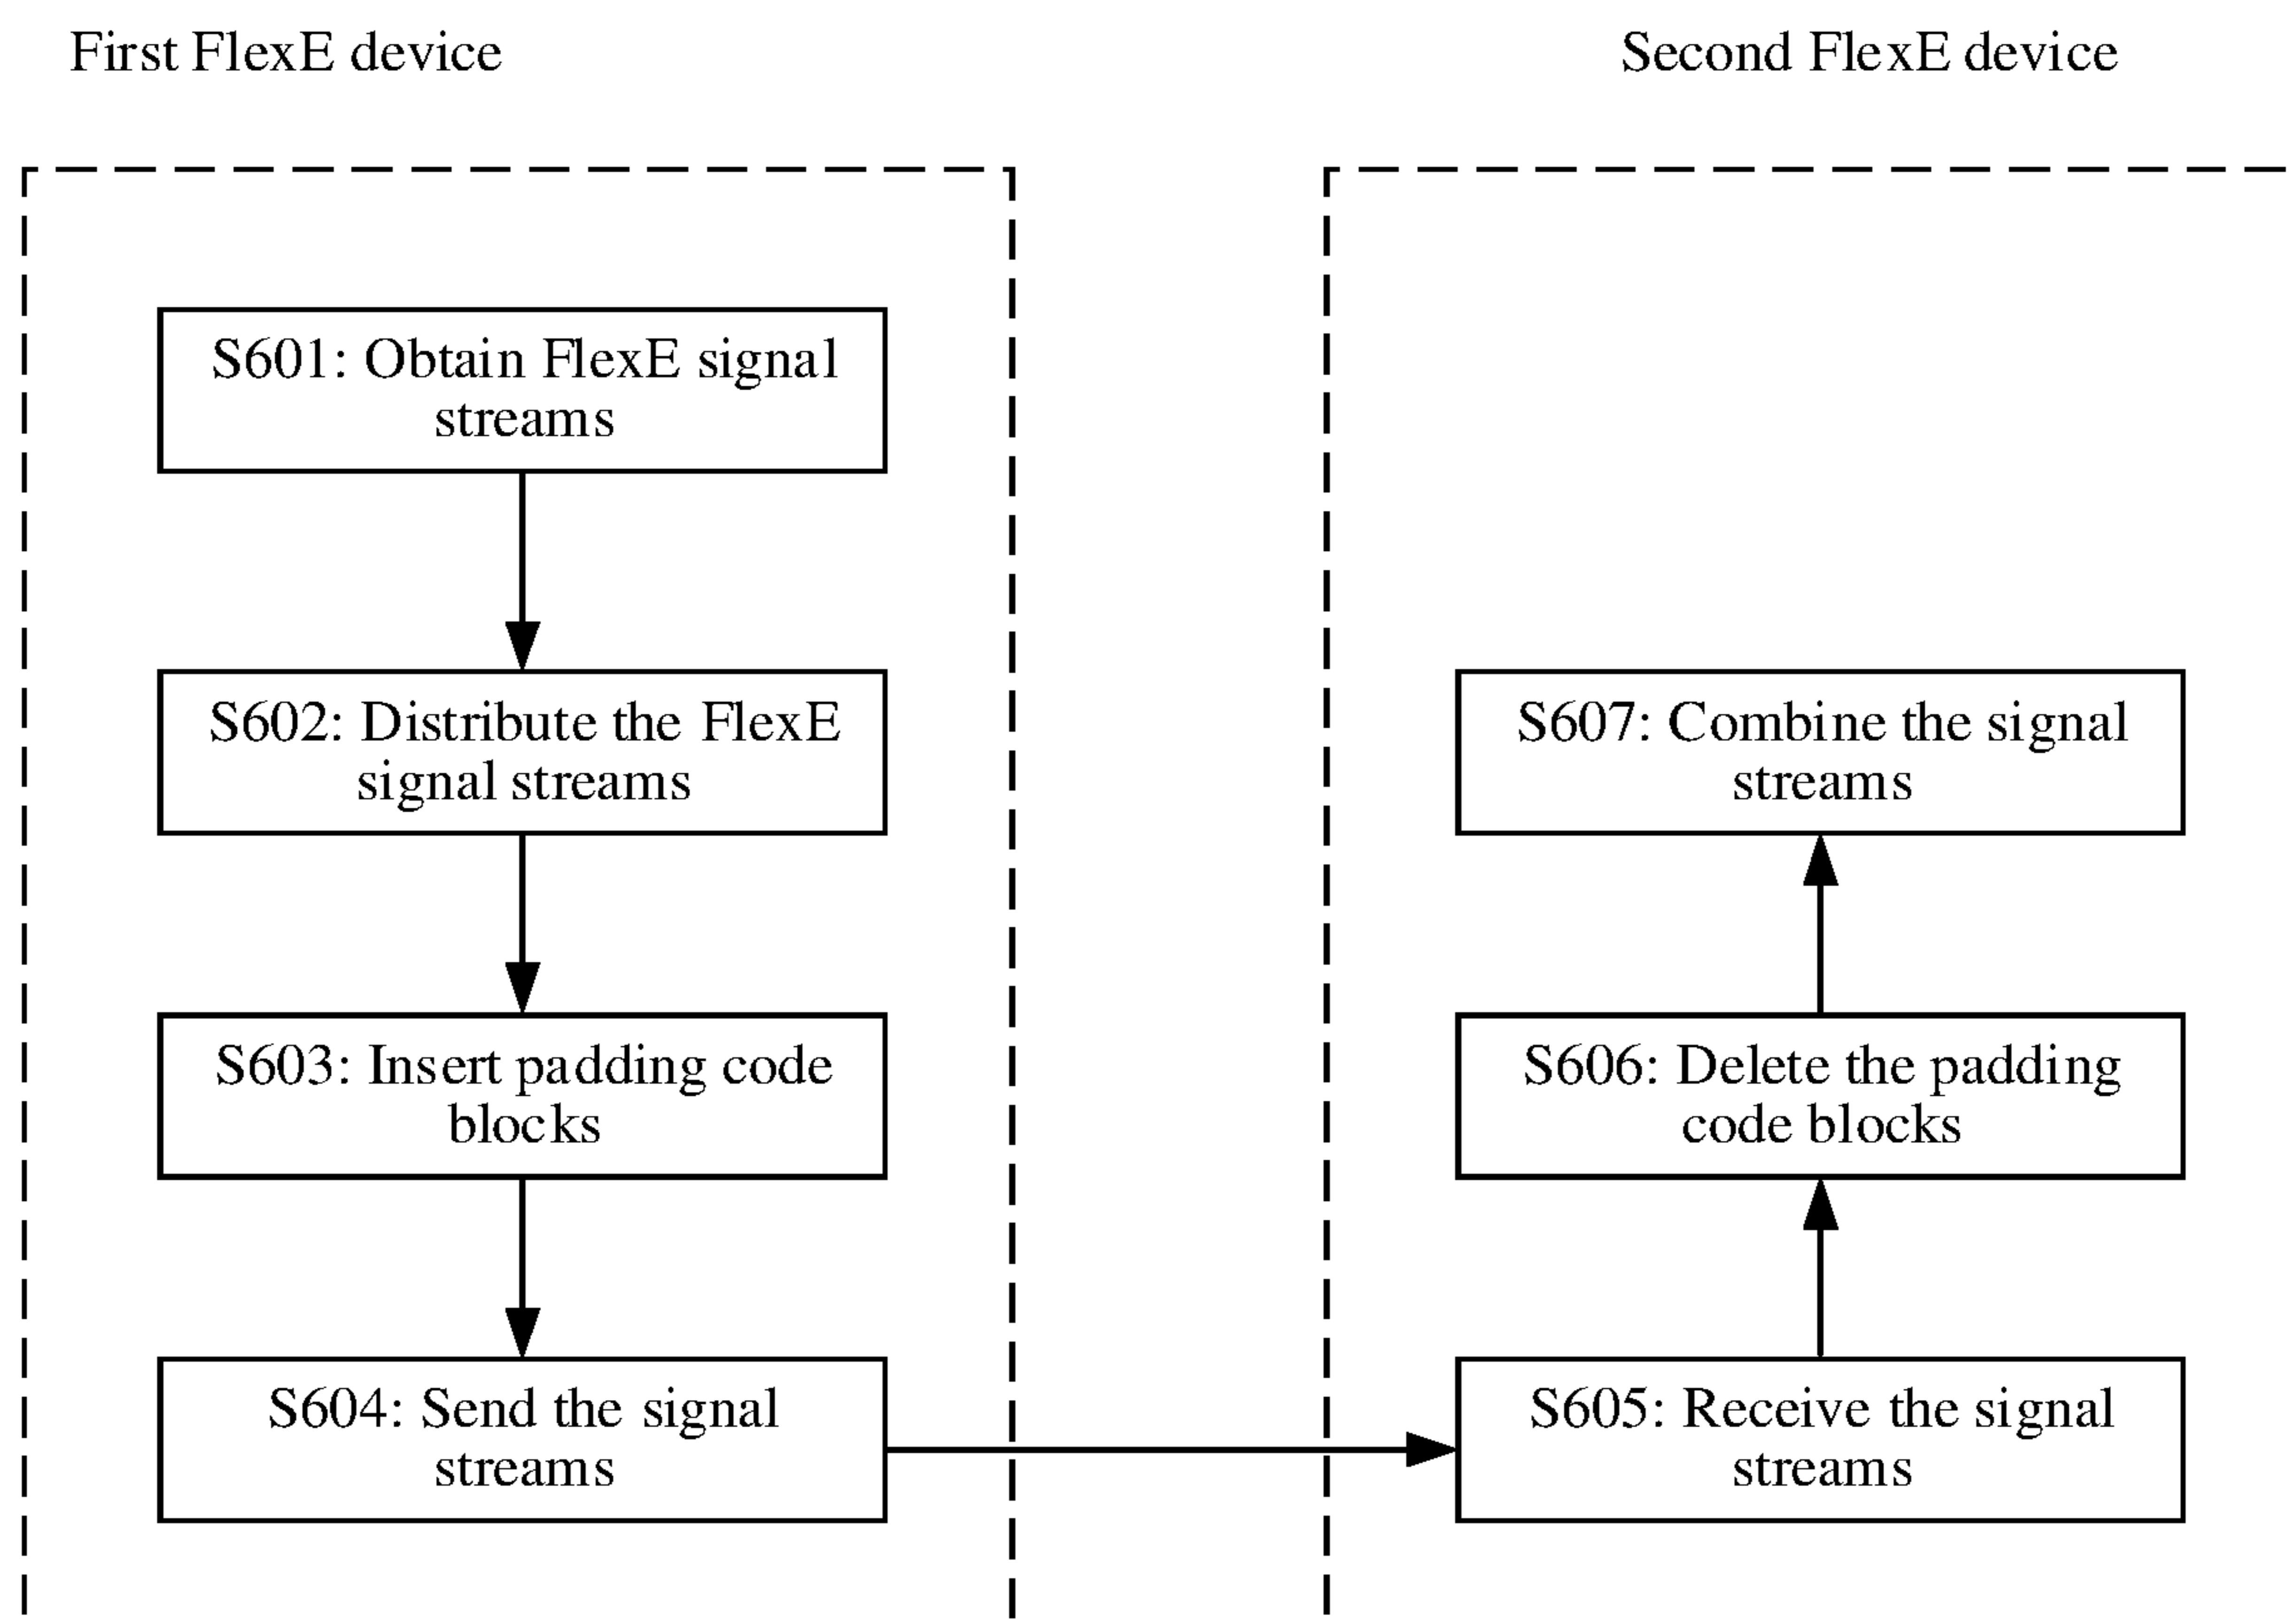 First FlexE device
Second FlexE device
S601: Obtain FlexE signal
streams
S602: Distribute the FlexE
signal streams
S603: Insert padding code
blocks
S604: Send the signal
streams
S607: Combine the signal
streams
S606: Delete the padding
code blocks
S605: Receive the signal
streams